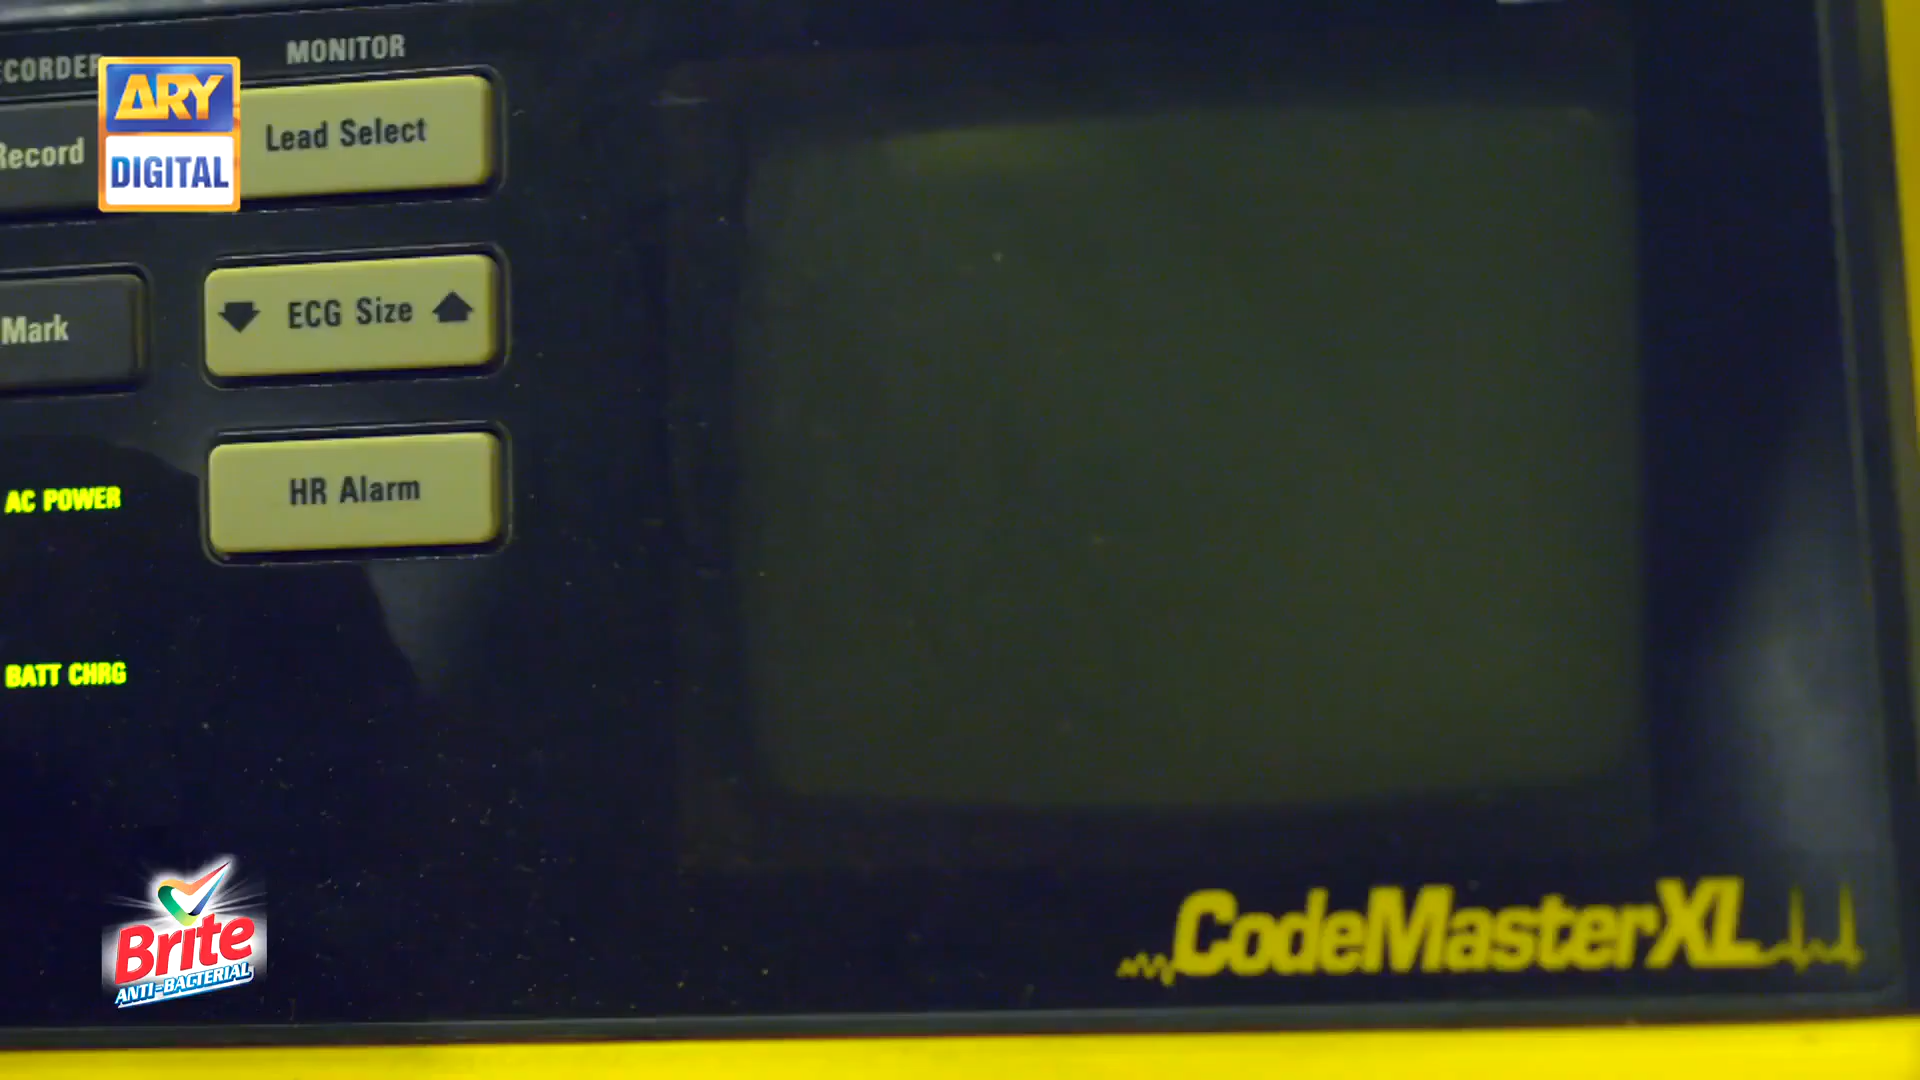 MONITOR
ARY
DIGITAL
Record
Lead Select
Mark
ECG Size
HR Alarm
AC POWER
BATT CHRG
Brite
ANTI-BACTERIAL
CodeMasterXL